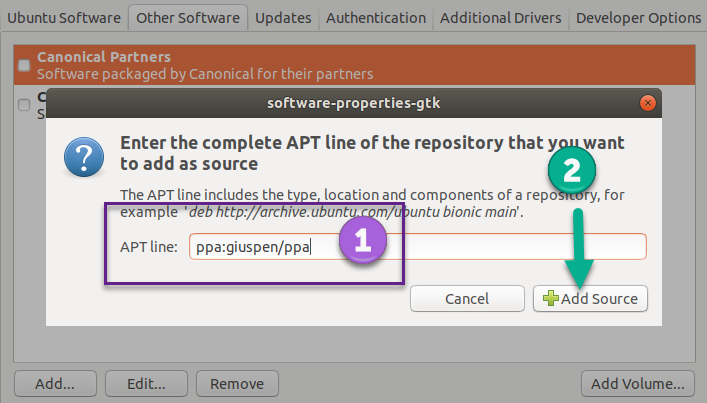 Ubuntu Software Other Software Updates Authentication Additional Drivers Developer Options
Canonical Partners
Software packaged by Canonical for their partners
C
S
software-properties-gtk
Enter the complete APT line of the repository that you want
to add as source
The APT line includes the type, location and components of a repository, for
example 'deb http://archive.ubuntu.com/ubuntu bionic main'.
APT line: ppa:giuspen/ppa
1
2
Cancel Add Source
Add... Edit... Remove Add Volume...